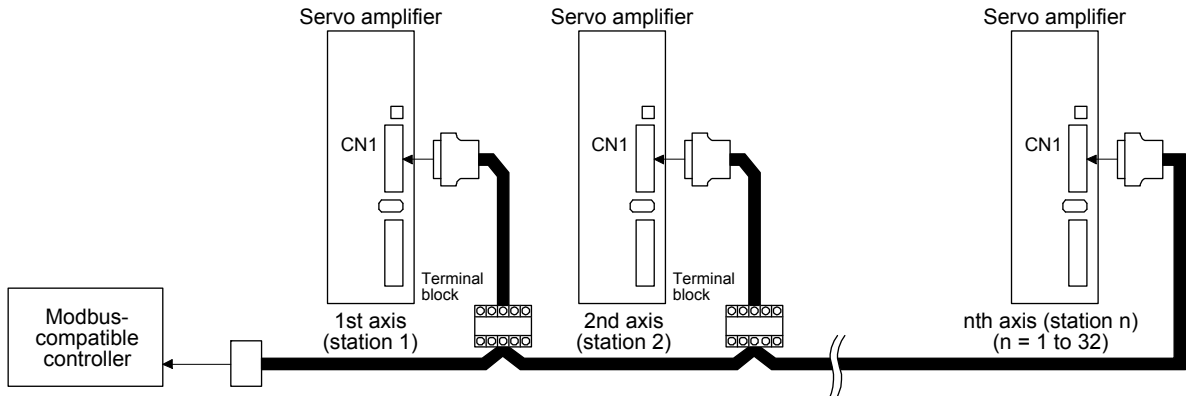 Servo amplifier
Servo amplifier
Servo amplifier
CN1
CN1
CN1
Terminal
block
Terminal
block
1st axis
(station 1)
2nd axis
(station 2)
nth axis (station n)
(n = 1 to 32)
Modbus-
compatible
controller